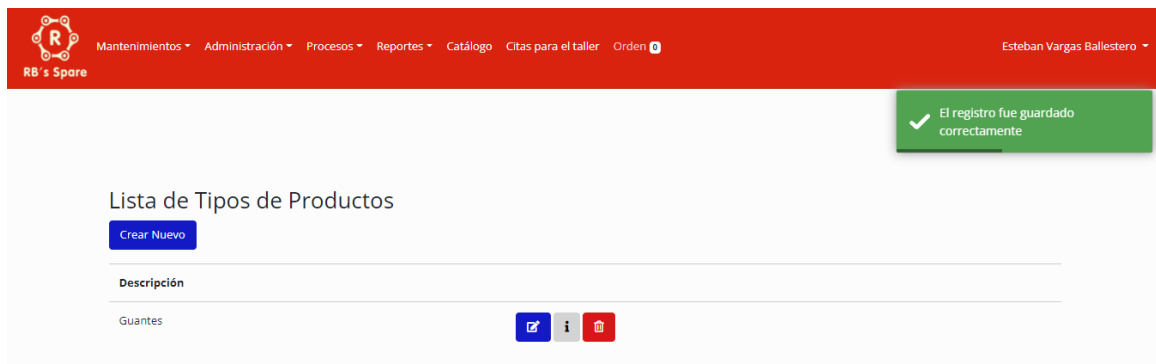 R
RB's Spare
Mantenimientos Administración Procesos Reportes Catálogo Citas para el taller Orden 0
Esteban Vargas Ballestero
El registro fue guardado
correctamente
Lista de Tipos de Productos
Crear Nuevo
Descripción
Guantes
i